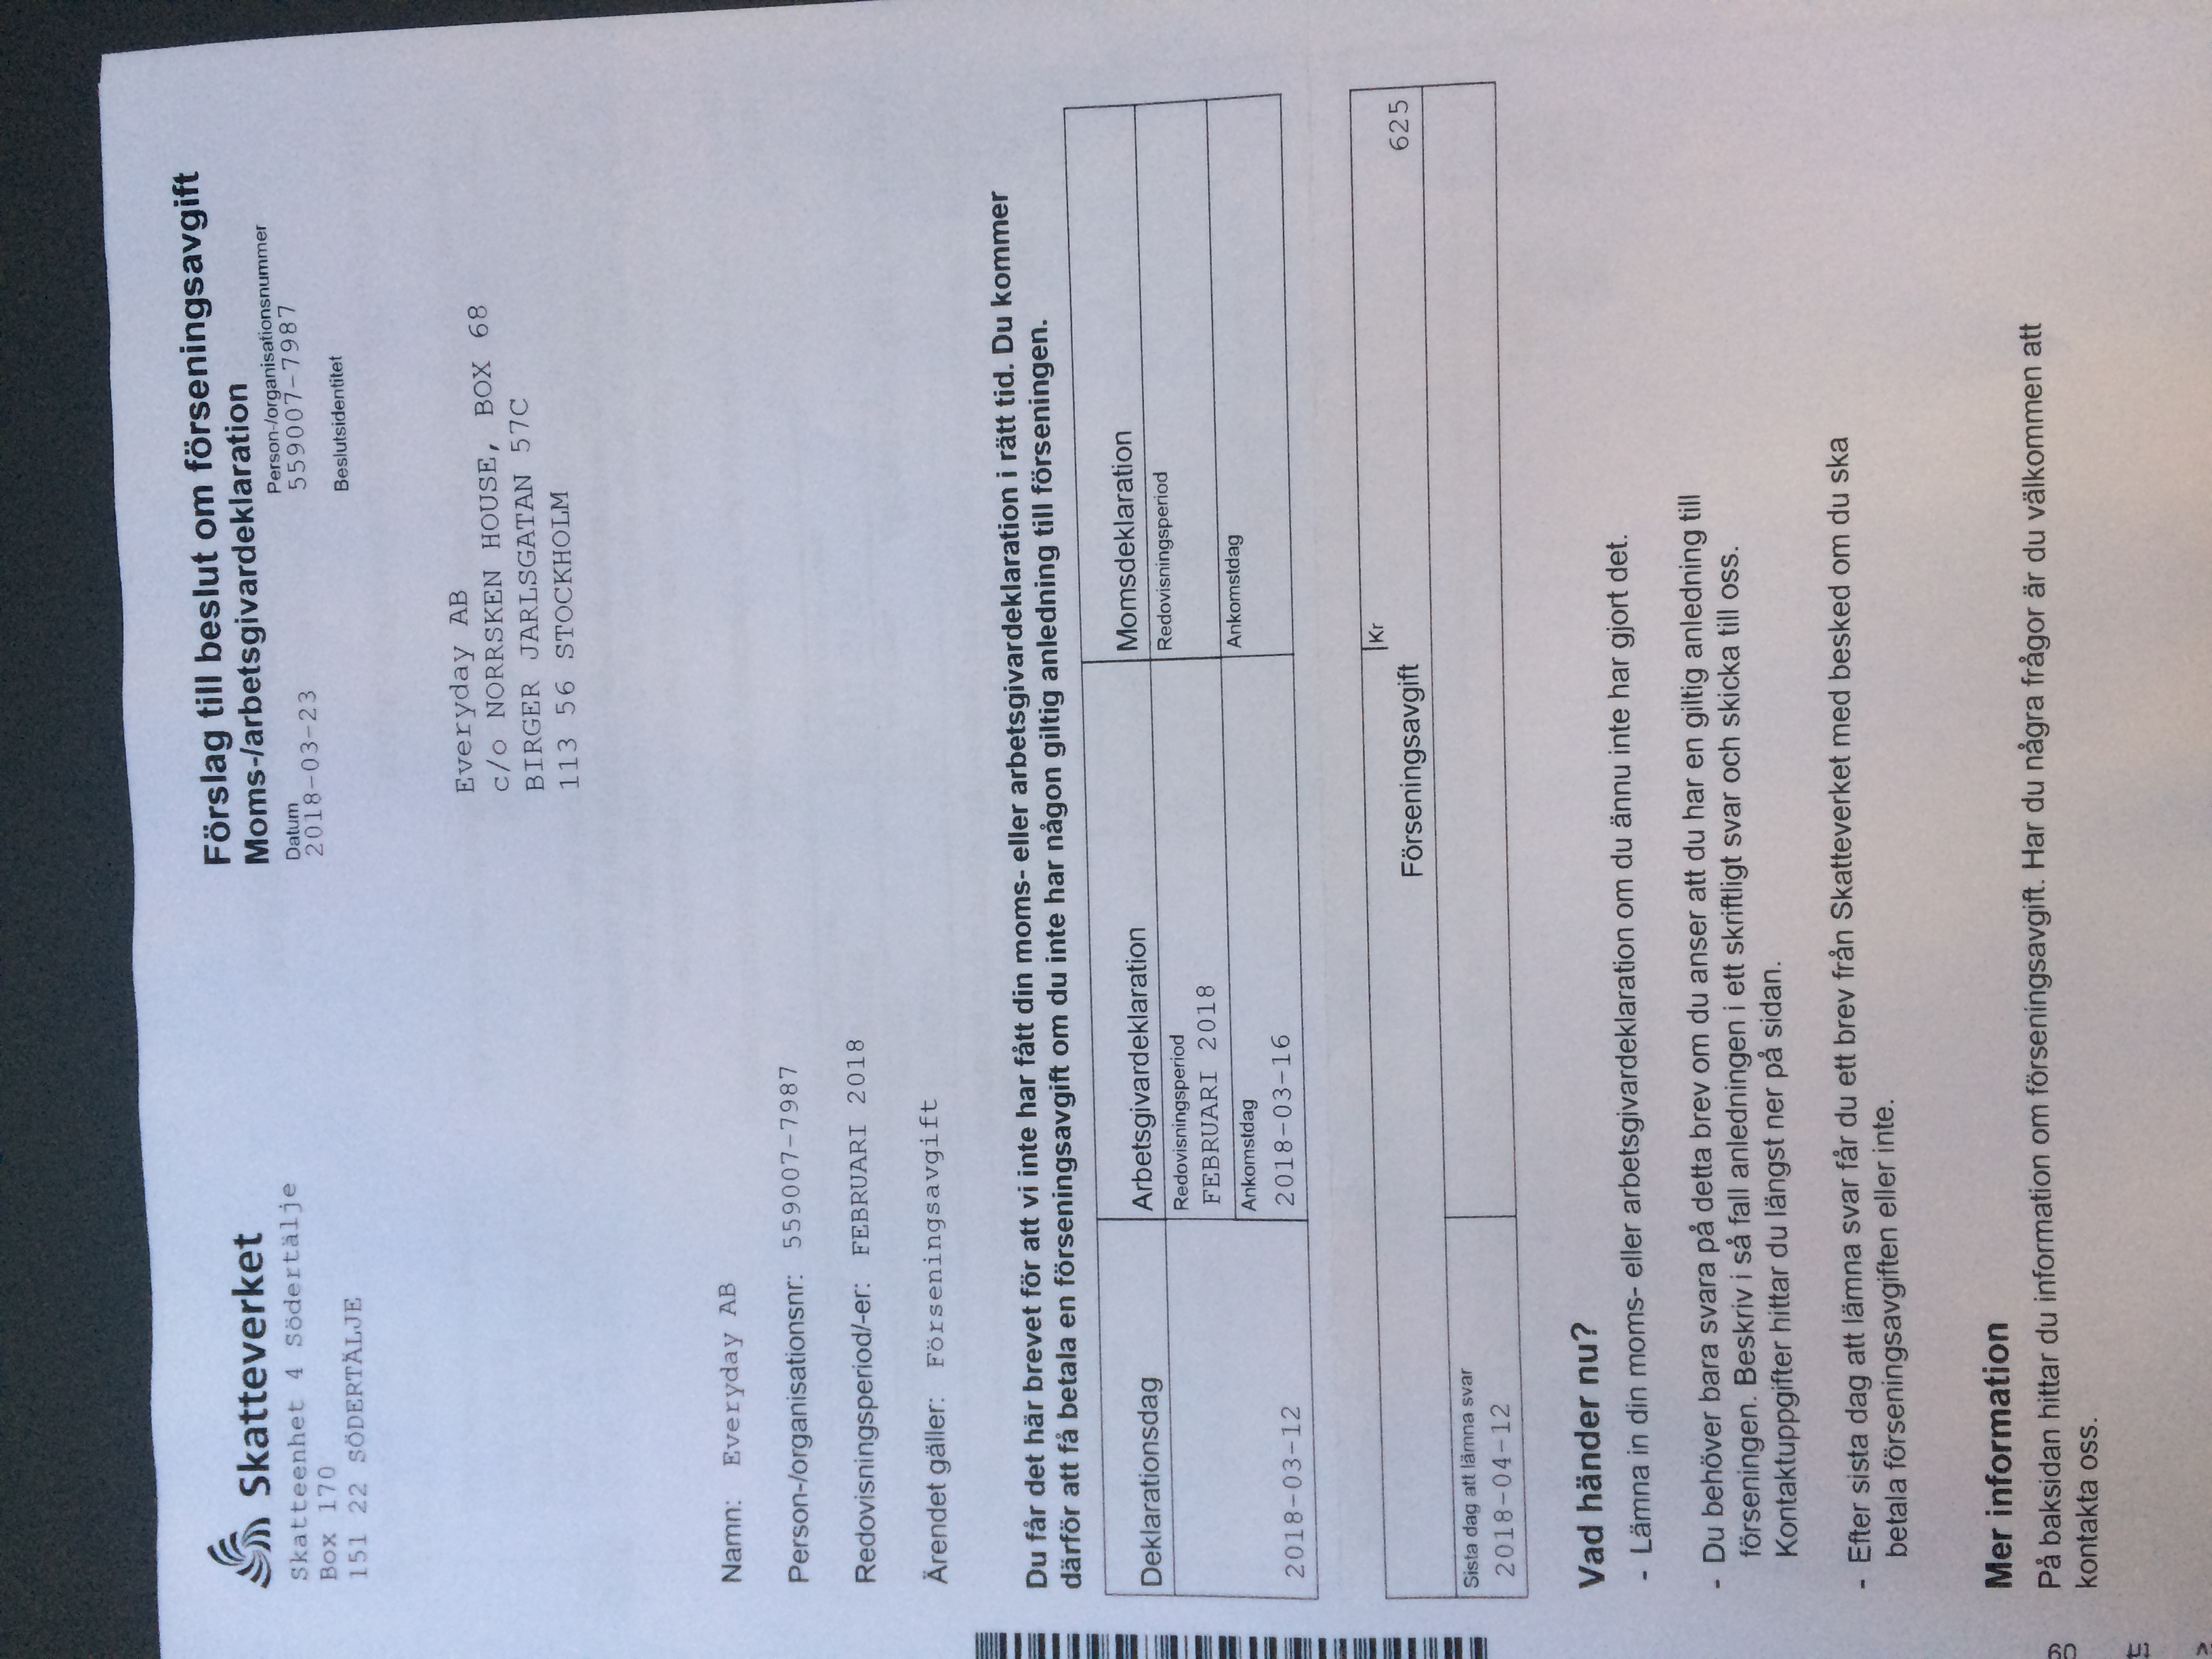 Skatteverket
Skatteenhet 4 Södertälje
Box 170
151 22 SÖDERTÄLJE
Förslag till beslut om förseningsavgift
Moms-/arbetsgivardeklaration
Datum
2018-03-23
Person-/organisationsnummer
559007-7987
Beslutsidentitet
Everyday AB
c/o NORRSKEN HOUSE, BOX 68
BIRGER JARLSGATAN 57C
113 56 STOCKHOLM
Namn: Everyday AB
Person-/organisationsnr: 559007-7987
Redovisningsperiod/-er: FEBRUARI 2018
Ärendet gäller: Förseningsavgift
Du får det här brevet för att vi inte har fått din moms- eller arbetsgivardeklaration i rätt tid. Du kommer
därför att få betala en förseningsavgift om du inte har någon giltig anledning till förseningen.
Deklarationsdag
2018-03-12
Arbetsgivardeklaration
Redovisningsperiod
FEBRUARI 2018
Ankomstdag
2018-03-16
Momsdeklaration
Redovisningsperiod
Ankomstdag
Kr
Förseningsavgift 625
Sista dag att lämna svar
2018-04-12
Vad händer nu?
- Lämna in din moms- eller arbetsgivardeklaration om du ännu inte har gjort det.
- Du behöver bara svara på detta brev om du anser att du har en giltig anledning till
förseningen. Beskriv i så fall anledningen i ett skriftligt svar och skicka till oss.
Kontaktuppgifter hittar du längst ner på sidan.
- Efter sista dag att lämna svar får du ett brev från Skatteverket med besked om du ska
betala förseningsavgiften eller inte.
Mer information
På baksidan hittar du information om förseningsavgift. Har du några frågor är du välkommen att
kontakta oss.
09